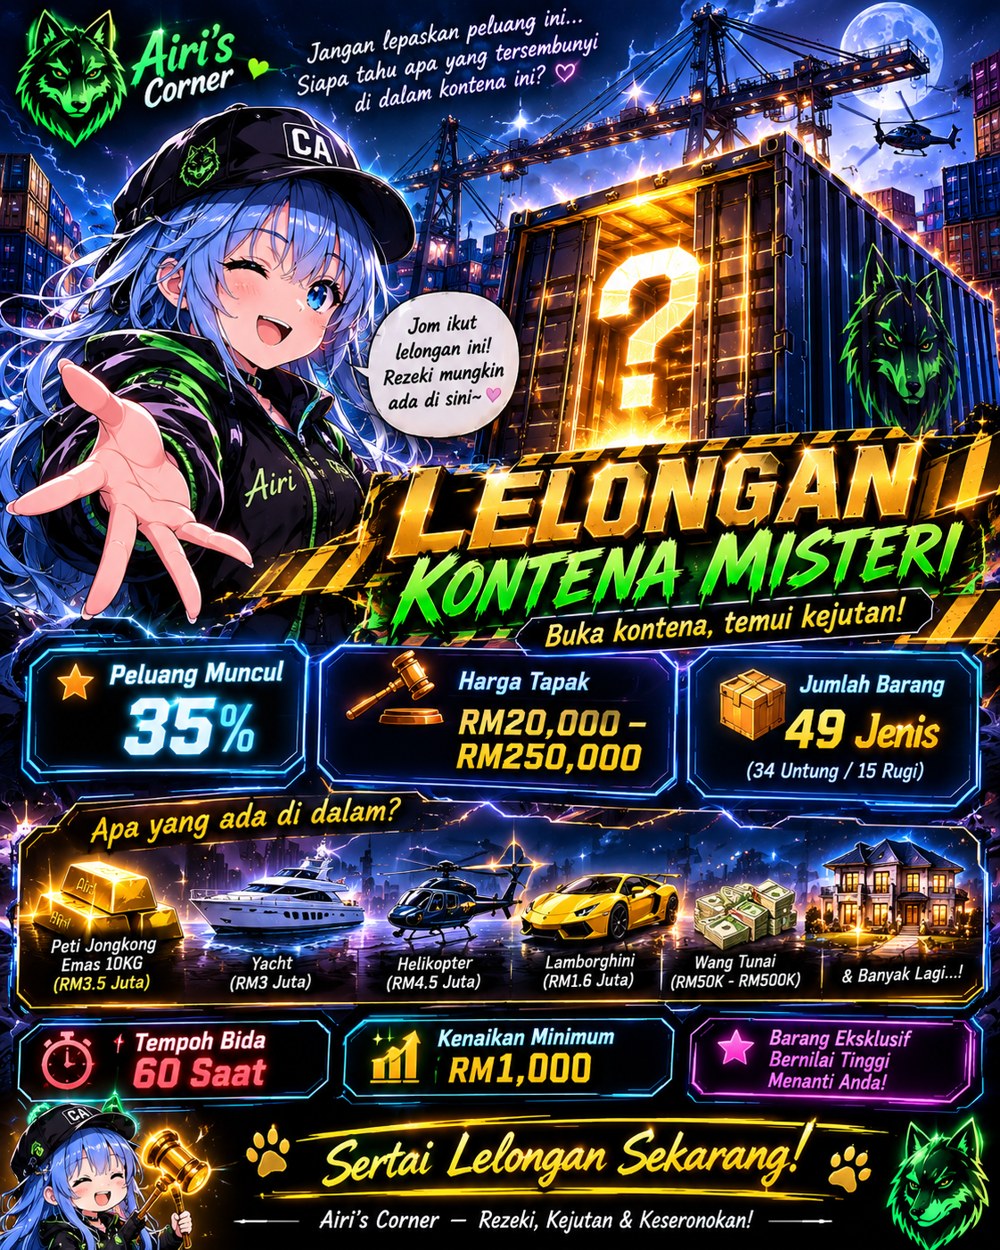 Airi's
Corner
Jangan lepaskan peluang ini...
Siapa tahu apa yang tersembunyi
di dalam kontena ini?
CA
Jom ikut
lelongan ini!
Rezeki mungkin
ada di sini~
Airi
LELONGAN
KONTENA MISTERI
Buka kontena, temui kejutan!
Peluang Muncul
35%
Harga Tapak
RM20,000 –
RM250,000
Jumlah Barang
49 Jenis
(34 Untung / 15 Rugi)
Apa yang ada di dalam?
Airi
Airi
Peti Jongkong
Emas 10KG
(RM3.5 Juta)
Yacht
(RM3 Juta)
Helikopter
(RM4.5 Juta)
Lamborghini
(RM1.6 Juta)
Wang Tunai
(RM50K - RM500K)
& Banyak Lagi...!
Tempoh Bida
60 Saat
Kenaikan Minimum
RM1,000
Barang Eksklusif
Bernilai Tinggi
Menanti Anda!
CA
Sertai Lelongan Sekarang!
Airi's Corner — Rezeki, Kejutan & Keseronokan!